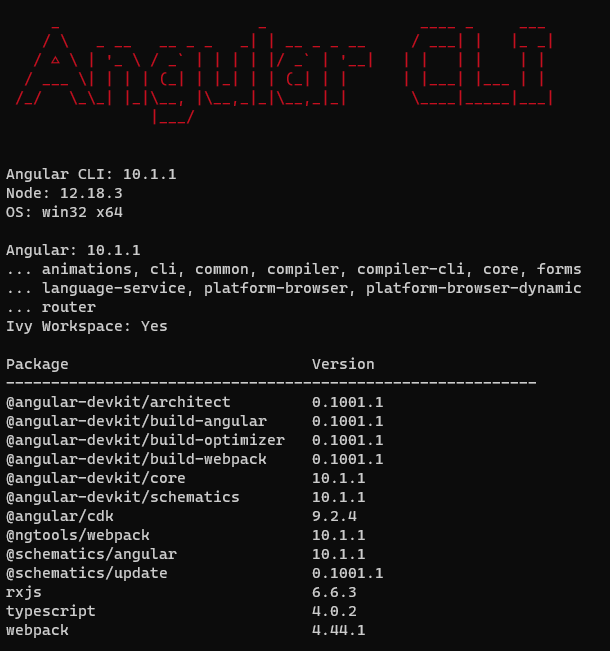 Angular CLI
Angular CLI: 10.1.1
Node: 12.18.3
OS: win32 x64
Angular: 10.1.1
... animations, cli, common, compiler, compiler-cli, core, forms
... language-service, platform-browser, platform-browser-dynamic
... router
Ivy Workspace: Yes
Package Version
-----------------------------------------------------------
@angular-devkit/architect 0.1001.1
@angular-devkit/build-angular 0.1001.1
@angular-devkit/build-optimizer 0.1001.1
@angular-devkit/build-webpack 0.1001.1
@angular-devkit/core 10.1.1
@angular-devkit/schematics 10.1.1
@angular/cdk 9.2.4
@ngtools/webpack 10.1.1
@schematics/angular 10.1.1
@schematics/update 0.1001.1
rxjs 6.6.3
typescript 4.0.2
webpack 4.44.1